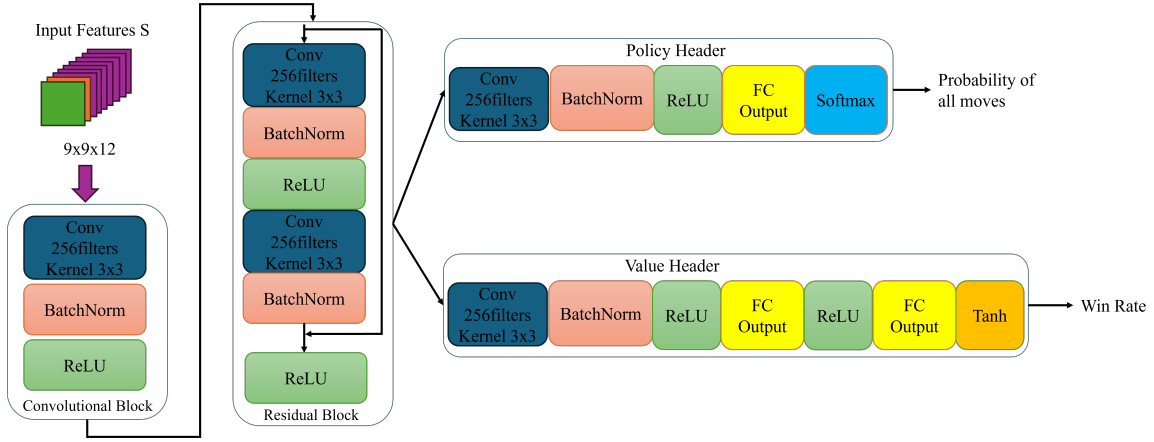 Input Features S
9x9x12
Conv
256filters
Kernel 3x3
BatchNorm
ReLU
Convolutional Block
Conv
256filters
Kernel 3x3
BatchNorm
ReLU
Conv
256filters
Kernel 3x3
BatchNorm
ReLU
Residual Block
Policy Header
Conv
256filters
Kernel 3x3
BatchNorm
ReLU
FC
Output
Softmax
Probability of
all moves
Value Header
Conv
256filters
Kernel 3x3
BatchNorm
ReLU
FC
Output
ReLU
FC
Output
Tanh
Win Rate